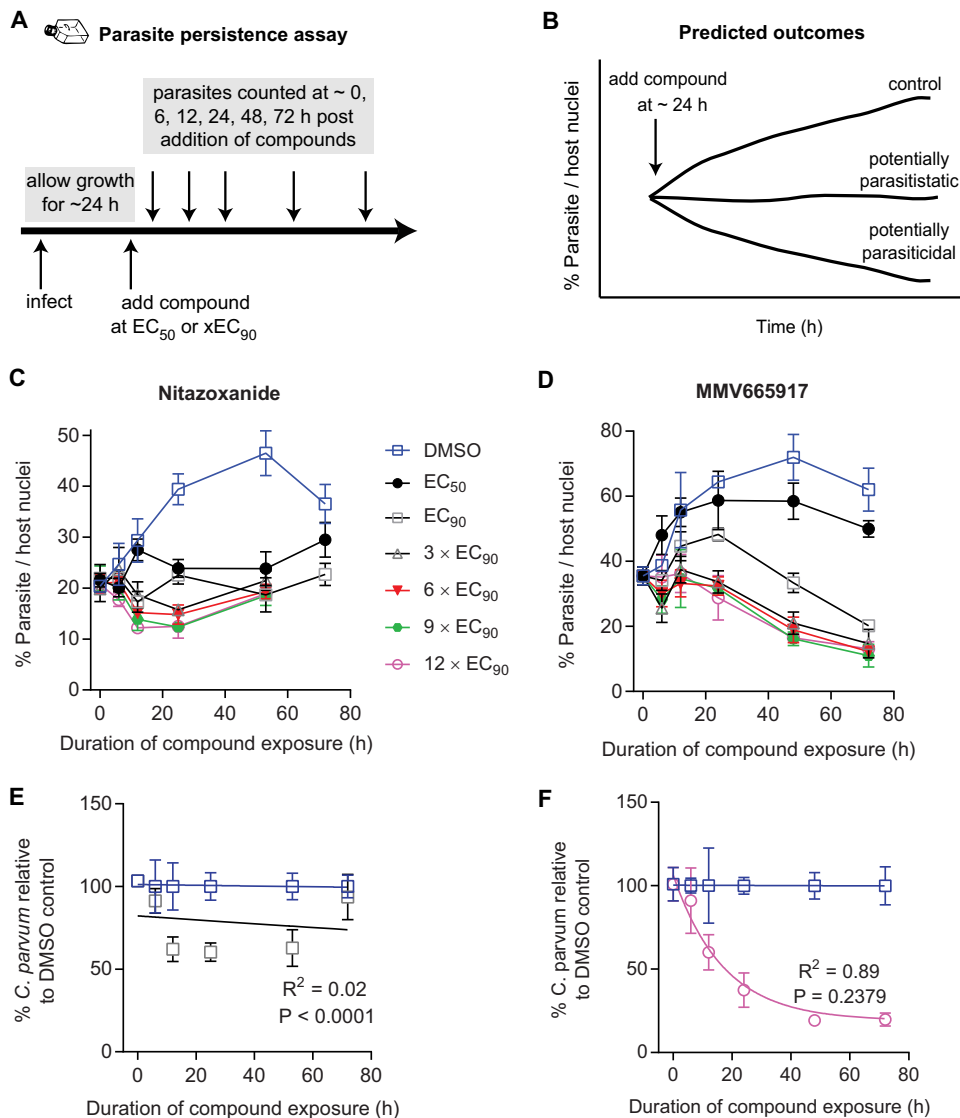 A
Parasite persistence assay
parasites counted at ~ 0,
6, 12, 24, 48, 72 h post
addition of compounds
allow growth
for ~24 h
infect
add compound
at EC50 or xEC90
B
Predicted outcomes
add compound
at ~ 24 h
control
potentially
parasitistatic
potentially
parasiticidal
% Parasite / host nuclei
Time (h)
C
Nitazoxanide
50
40
30
20
10
0
% Parasite / host nuclei
0 20 40 60 80
Duration of compound exposure (h)
DMSO
EC50
EC90
3 × EC90
6 × EC90
9 × EC90
12 × EC90
D
MMV665917
80
60
40
20
0
% Parasite / host nuclei
0 20 40 60 80
Duration of compound exposure (h)
E
150
100
50
0
% C. parvum relative
to DMSO control
R2 = 0.02
P < 0.0001
0 20 40 60 80
Duration of compound exposure (h)
F
150
100
50
0
% C. parvum relative
to DMSO control
R2 = 0.89
P = 0.2379
0 20 40 60 80
Duration of compound exposure (h)